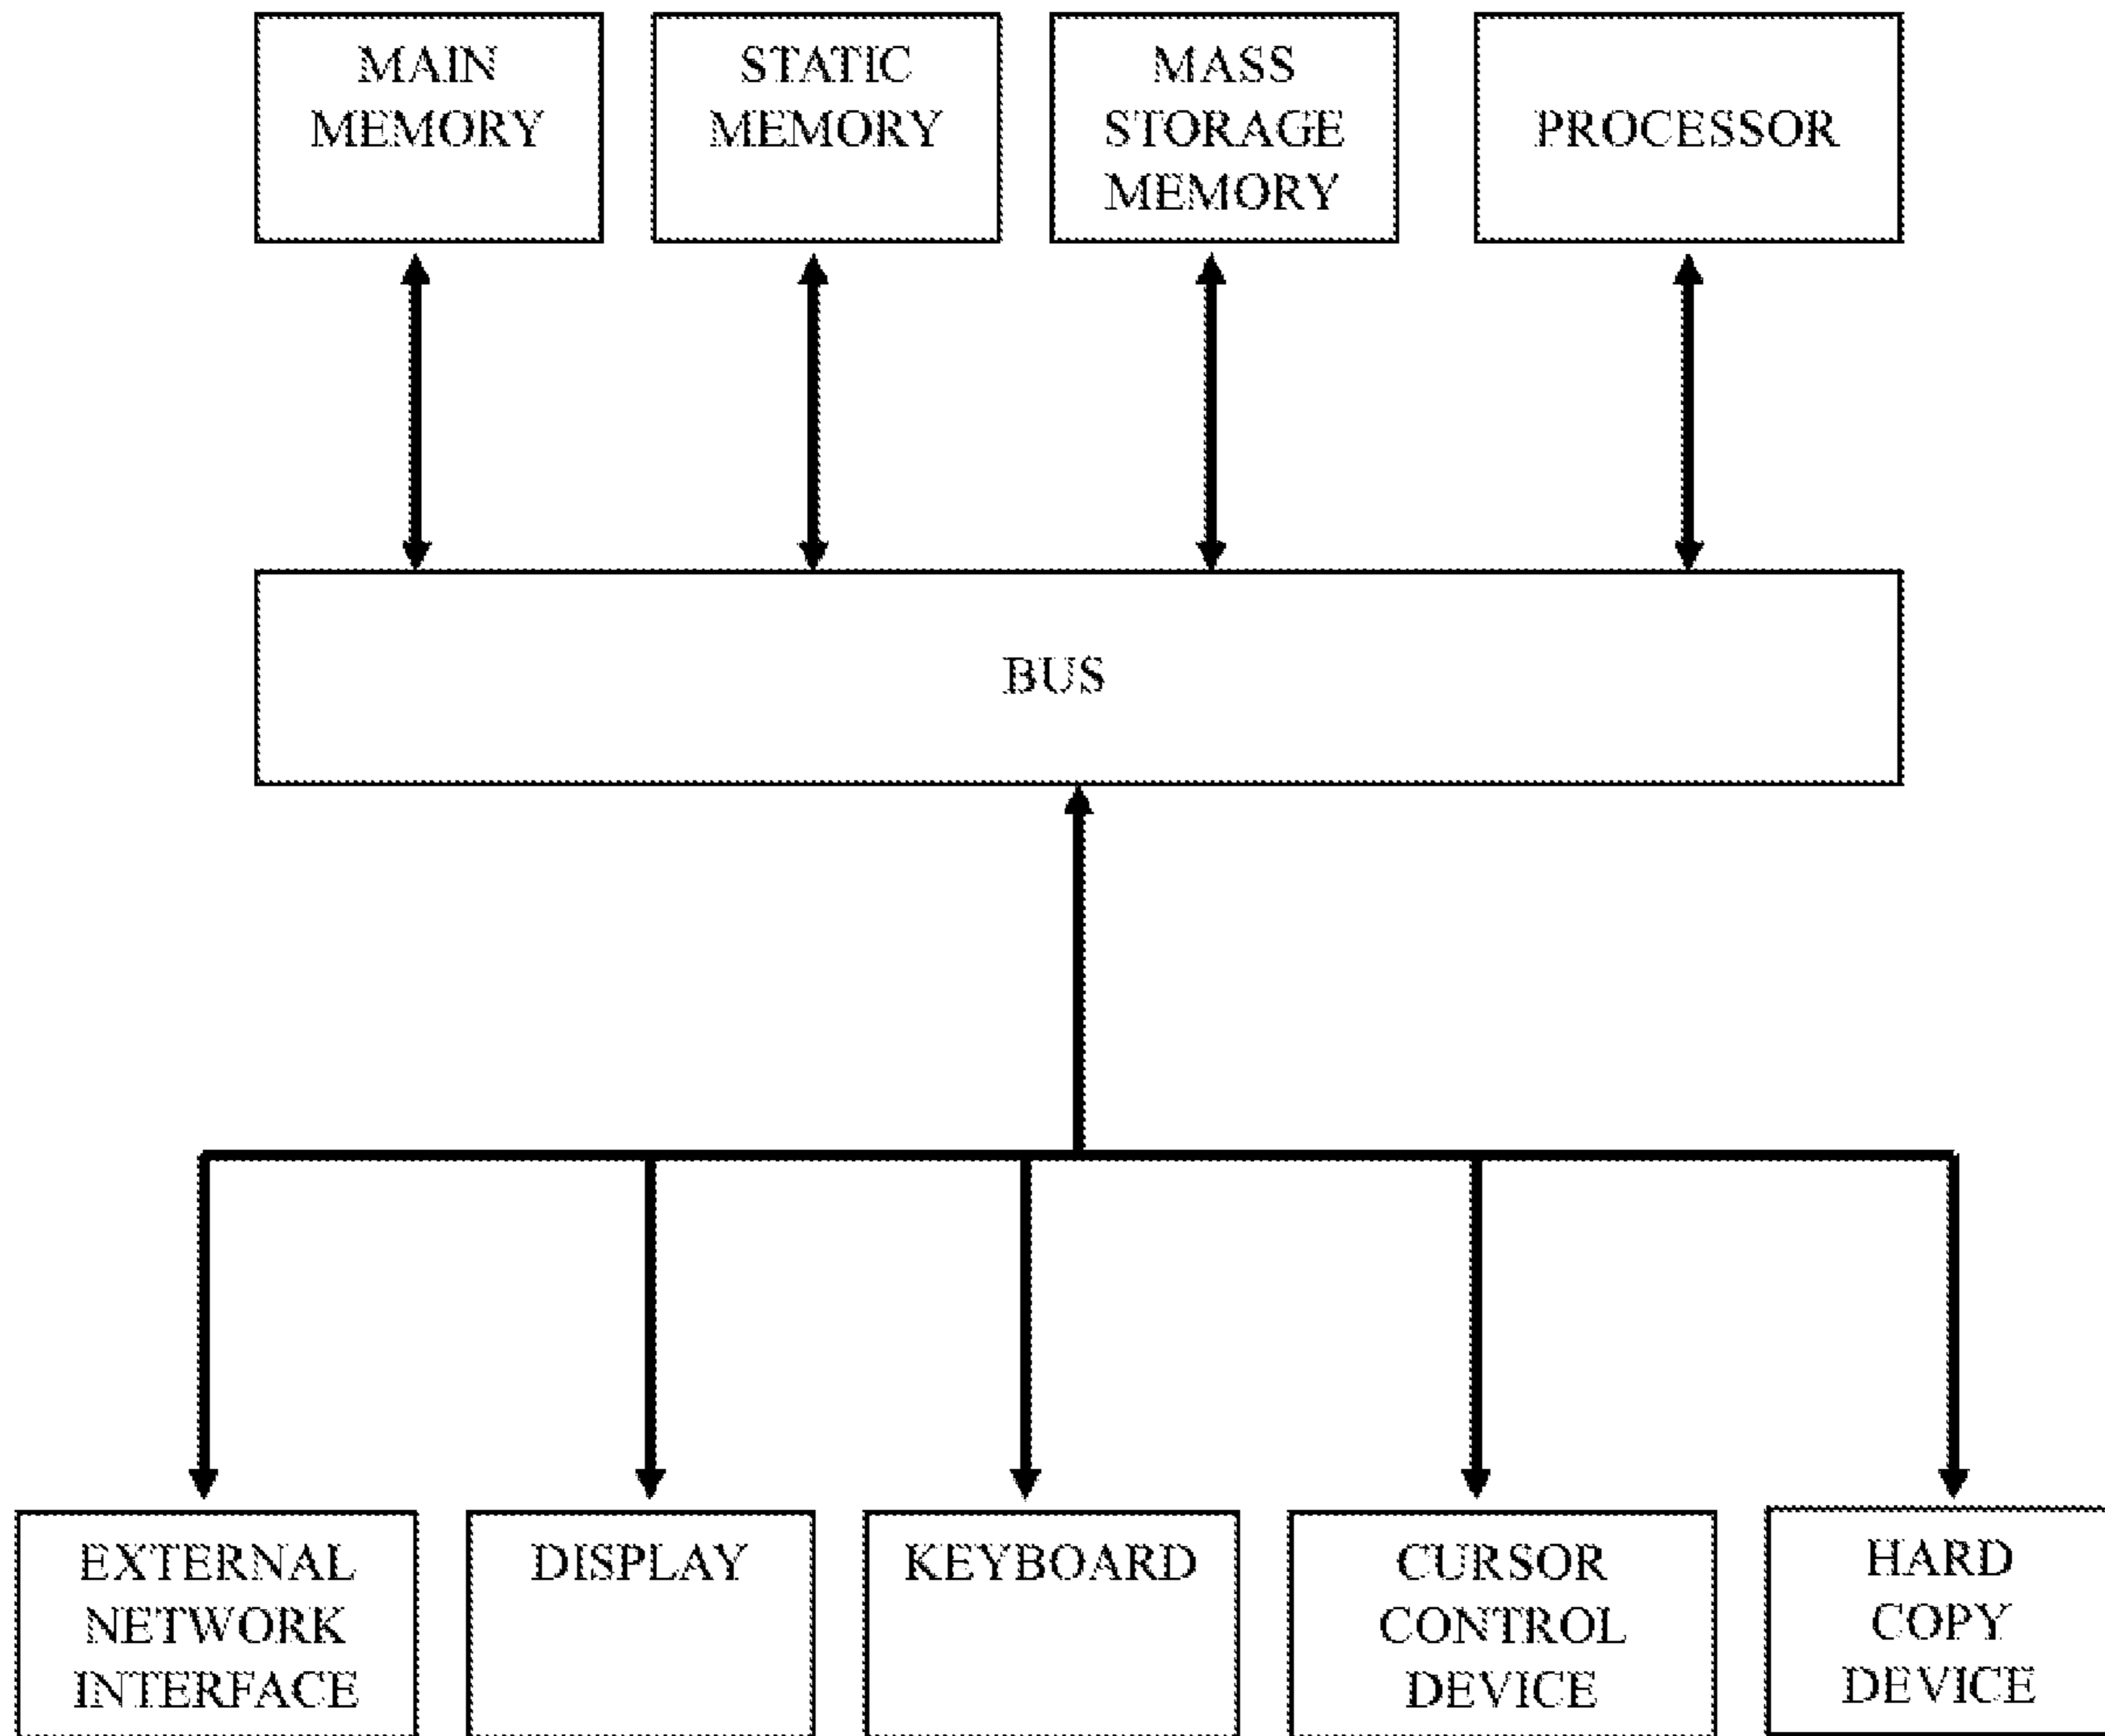 MAIN
MEMORY
STATIC
MEMORY
MASS
STORAGE
MEMORY
PROCESSOR
BUS
EXTERNAL
NETWORK
INTERFACE
DISPLAY
KEYBOARD
CURSOR
CONTROL
DEVICE
HARD
COPY
DEVICE